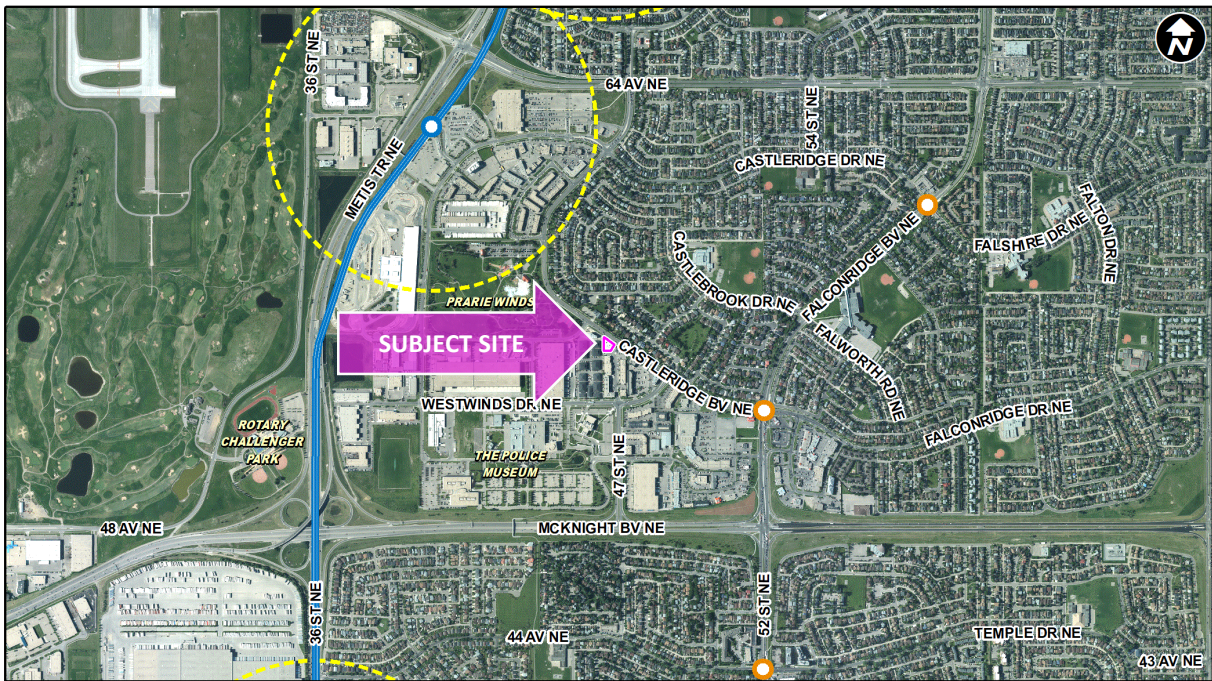 N
36 ST NE
64 AV NE
54 ST NE
CASTLERIDGE DR NE
METIS TR NE
FALTON DR NE
FALSHIRE DR NE
CASTLEBROOK DR NE
FALCONRIDGE BV NE
PRARIE WINDS
SUBJECT SITE
CASTLERIDGE BV NE
FALWORTH RD NE
WESTWINDS DR NE
FALCONRIDGE DR NE
ROTARY
CHALLENGER
PARK
THE POLICE
MUSEUM
47 ST NE
48 AV NE
MCKNIGHT BV NE
36 ST NE
52 ST NE
44 AV NE
TEMPLE DR NE
43 AV NE